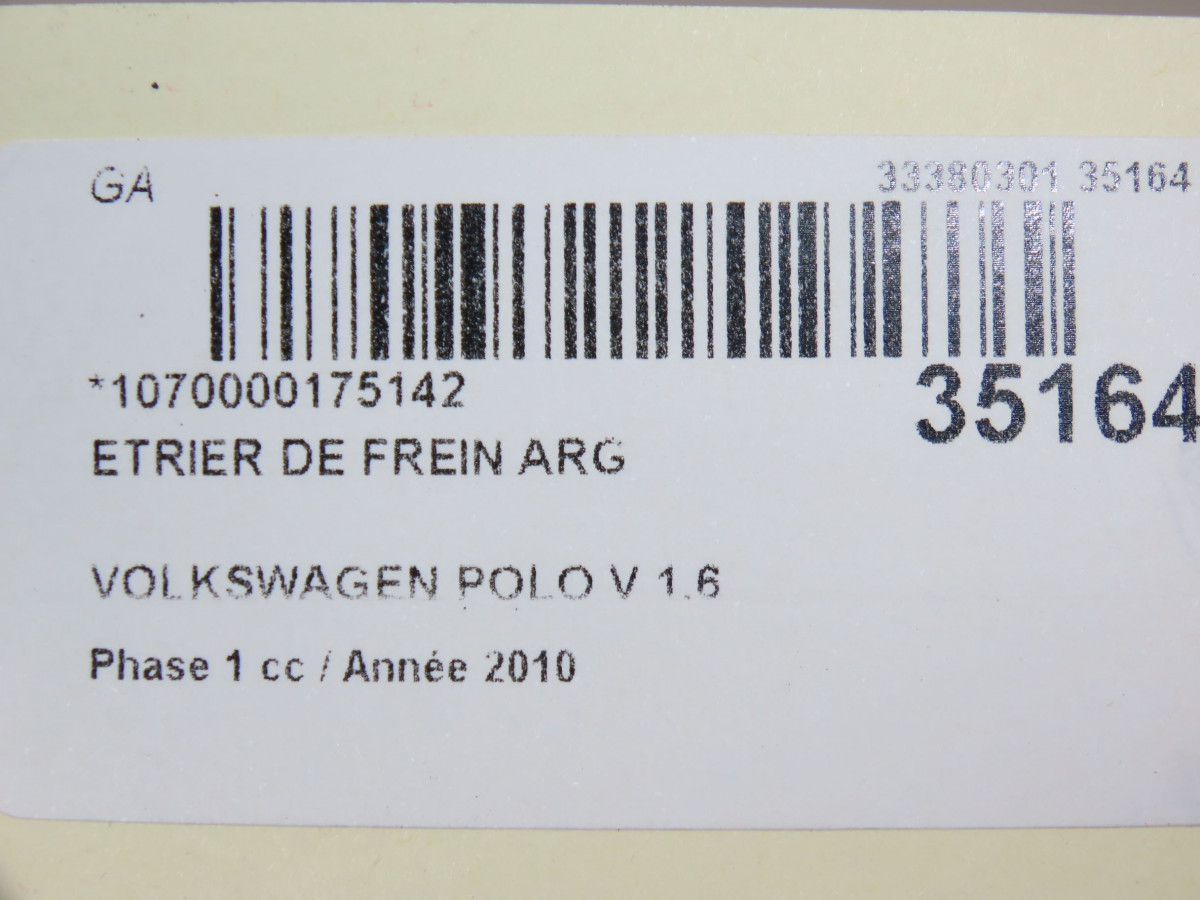 GA 33380301 35164
*1070000175142
35164
ETRIER DE FREIN ARG
VOLKSWAGEN POLO V 1.6
Phase 1 cc / Année 2010